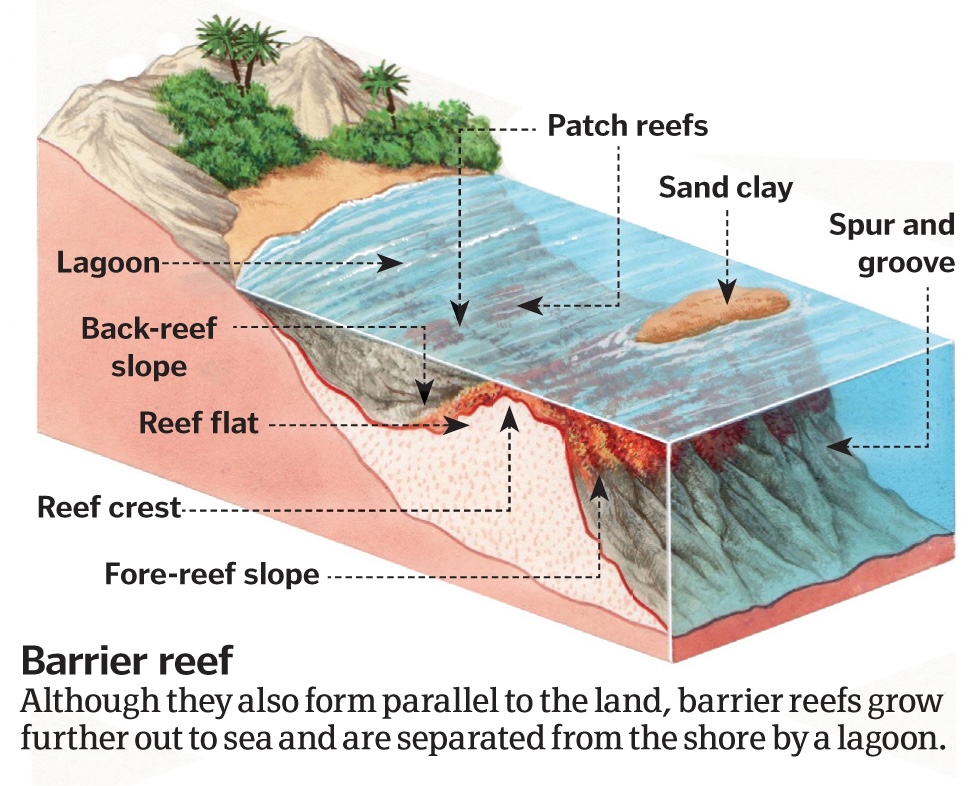 Patch reefs
Sand clay
Spur and
groove
Lagoon
Back-reef
slope
Reef flat
Reef crest
Fore-reef slope
Barrier reef
Although they also form parallel to the land, barrier reefs grow
further out to sea and are separated from the shore by a lagoon.